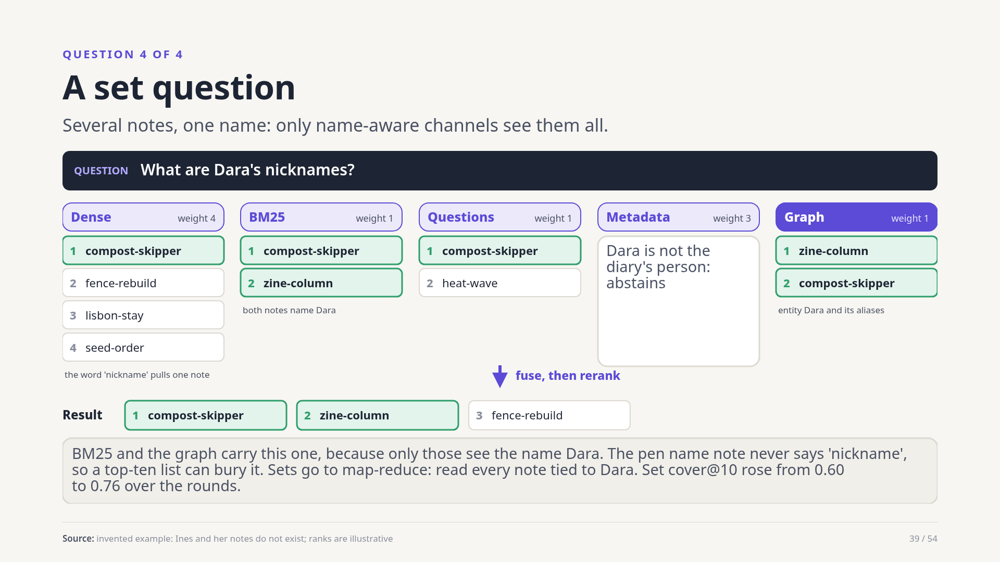 QUESTION 4 OF 4
A set question
Several notes, one name: only name-aware channels see them all.
QUESTION What are Dara's nicknames?
Dense weight 4
1 compost-skipper
2 fence-rebuild
3 lisbon-stay
4 seed-order
the word 'nickname' pulls one note
BM25 weight 1
1 compost-skipper
2 zine-column
both notes name Dara
Questions weight 1
1 compost-skipper
2 heat-wave
Metadata weight 3
Dara is not the
diary's person:
abstains
Graph weight 1
1 zine-column
2 compost-skipper
entity Dara and its aliases
fuse, then rerank
Result 1 compost-skipper 2 zine-column 3 fence-rebuild
BM25 and the graph carry this one, because only those see the name Dara. The pen name note never says 'nickname',
so a top-ten list can bury it. Sets go to map-reduce: read every note tied to Dara. Set cover@10 rose from 0.60
to 0.76 over the rounds.
Source: invented example: Ines and her notes do not exist; ranks are illustrative
39 / 54